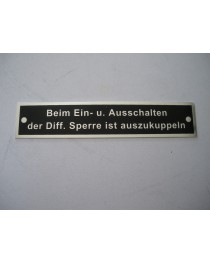 Beim Ein- u. Ausschalten
der Diff. Sperre ist auszukuppeln